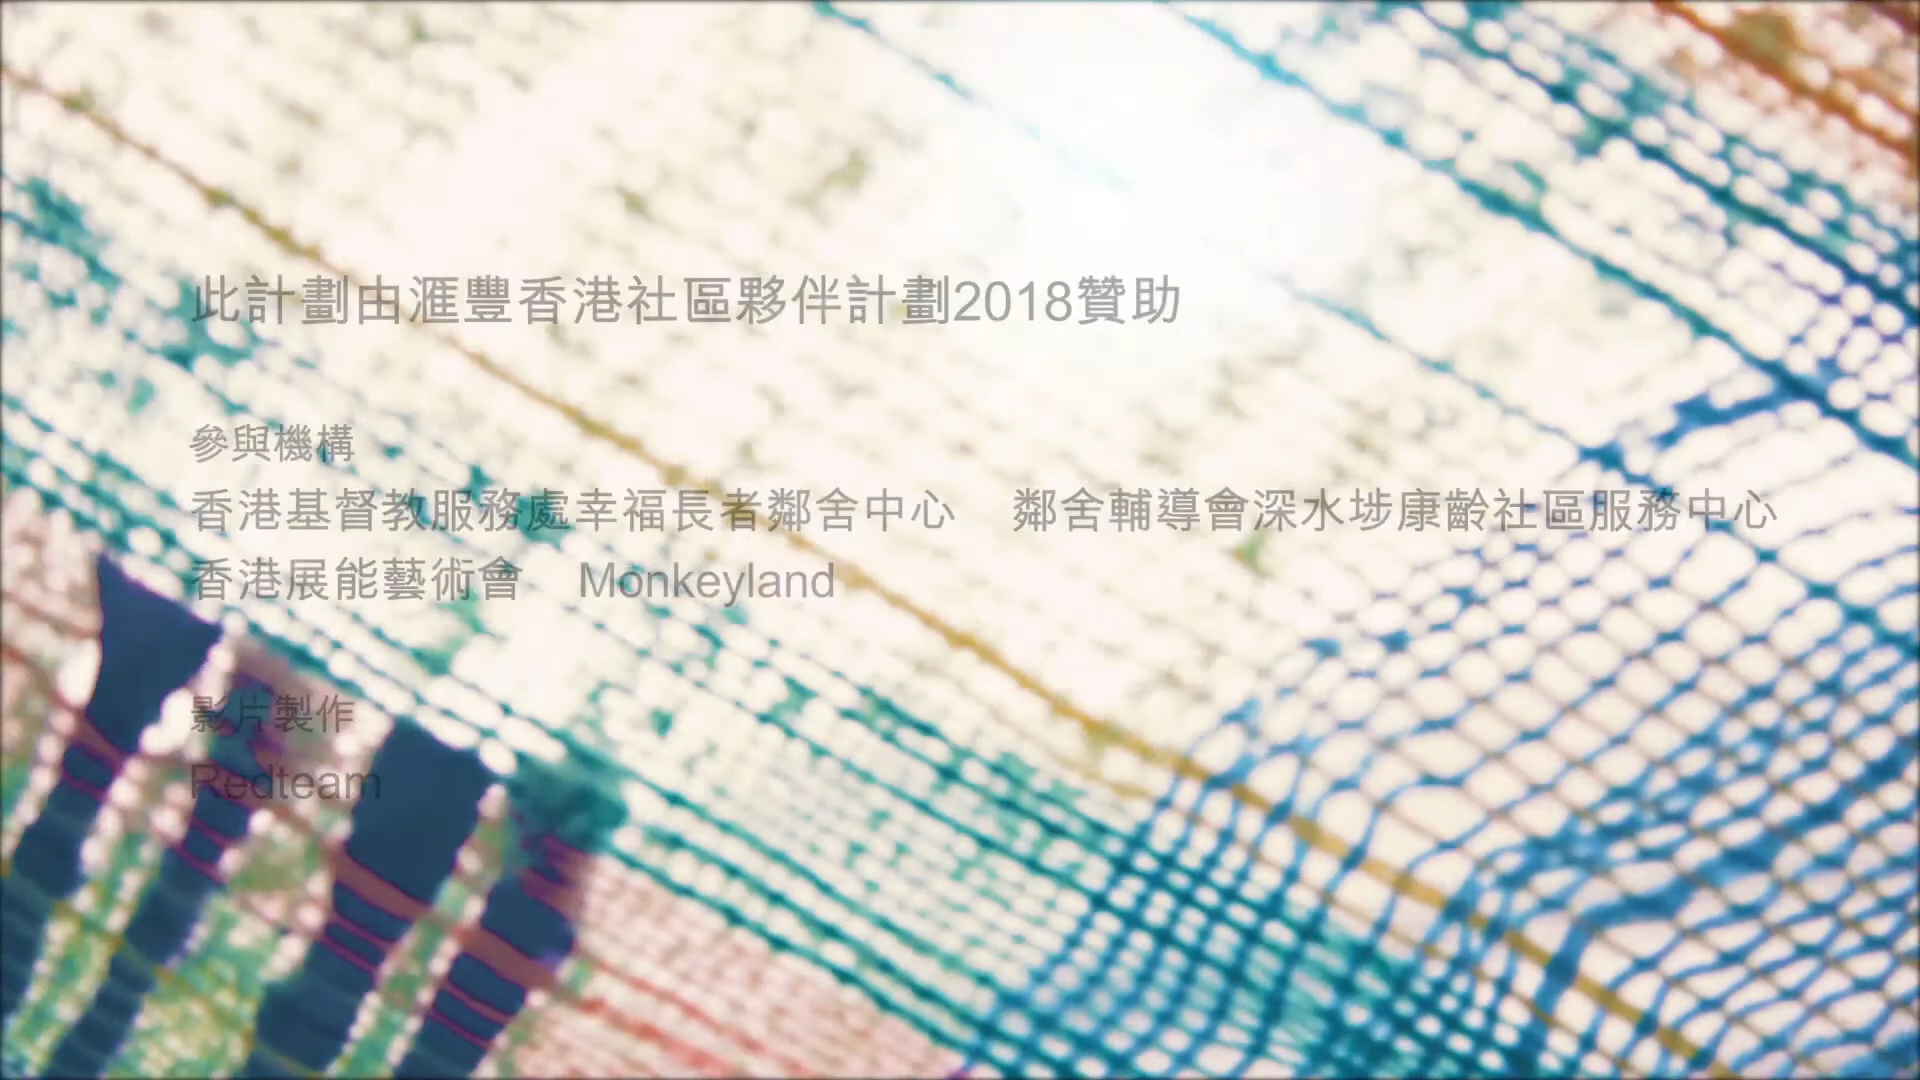 此計劃由滙豐香港社區夥伴計劃2018贊助
參與機構
香港基督教服務處幸福長者鄰舍中心 鄰舍輔導會深水埗康齡社區服務中心
香港展能藝術會 Monkeyland
影片製作
Redteam